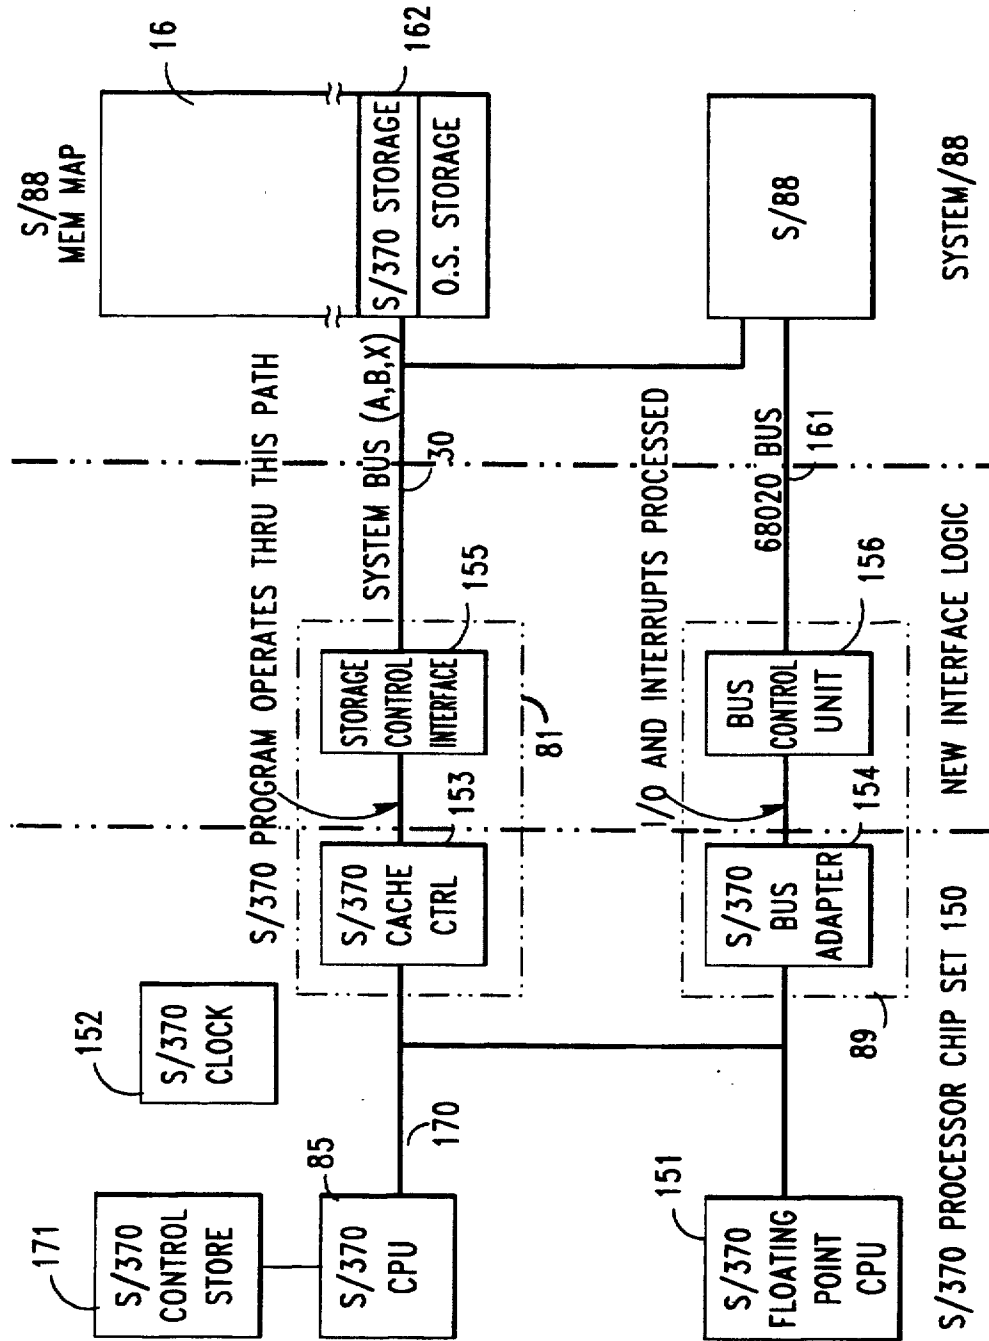 171
S/370
CONTROL
STORE
152
S/370
CLOCK
S/88
MEM MAP
16
162
S/370 STORAGE
O.S. STORAGE
85
S/370
CPU
170
S/370 PROGRAM OPERATES THRU THIS PATH
S/370
CACHE
CTRL
153
STORAGE
CONTROL
INTERFACE
155
81
SYSTEM BUS (A,B,X)
30
151
S/370
FLOATING
POINT
CPU
I/O AND INTERRUPTS PROCESSED
S/370
BUS
ADAPTER
154
BUS
CONTROL
UNIT
156
89
68020 BUS
161
S/88
S/370 PROCESSOR CHIP SET 150
NEW INTERFACE LOGIC
SYSTEM/88